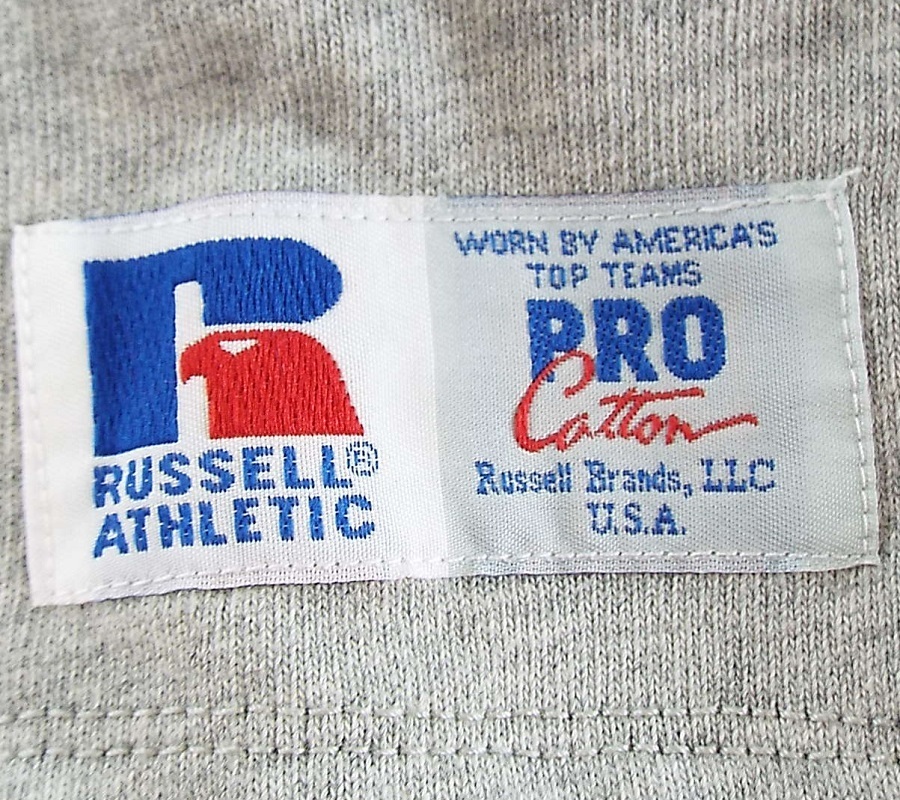 RUSSELL®
ATHLETIC
WORN BY AMERICA'S
TOP TEAMS
PRO
Cotton
Russell Brands, LLC
U.S.A.